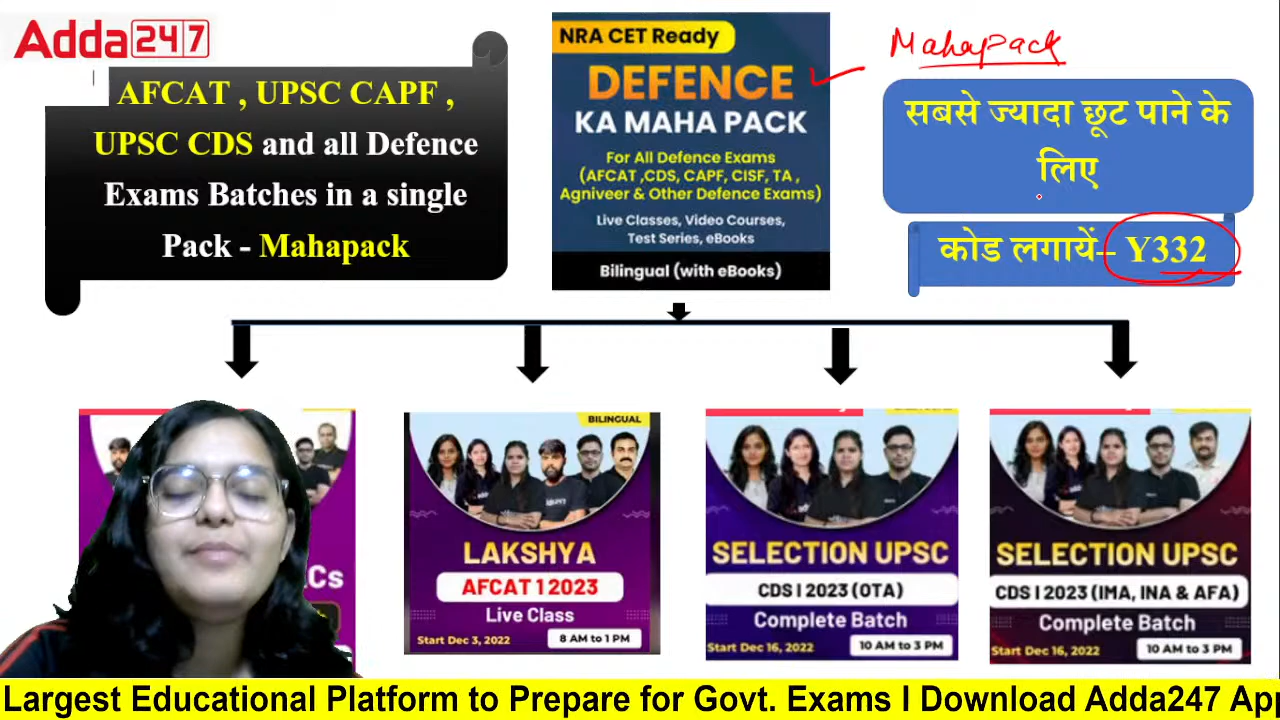 Adda247
AFCAT , UPSC CAPF ,
UPSC CDS and all Defence
Exams Batches in a single
Pack - Mahapack
NRA CET Ready
DEFENCE
KA MAHA PACK
For All Defence Exams
(AFCAT ,CDS, CAPF, CISF, TA ,
Agniveer & Other Defence Exams)
Live Classes, Video Courses,
Test Series, eBooks
Bilingual (with eBooks)
Mahapack
सबसे ज्यादा छूट पाने के
लिए
कोड लगायें– Y332
BILINGUAL
LAKSHYA
AFCAT 1 2023
Live Class
Start Dec 3, 2022
8 AM to 1 PM
SELECTION UPSC
CDS I 2023 (OTA)
Complete Batch
Start Dec 16, 2022
10 AM to 3 PM
SELECTION UPSC
CDS I 2023 (IMA, INA & AFA)
Complete Batch
Start Dec 16, 2022
10 AM to 3 PM
Largest Educational Platform to Prepare for Govt. Exams I Download Adda247 Ap